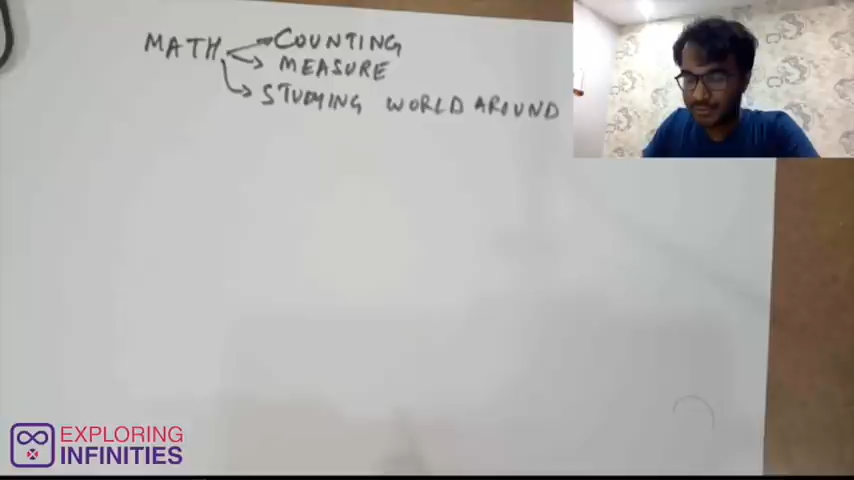 MATH COUNTING
MEASURE
STUDYING WORLD AROUND
EXPLORING
INFINITIES